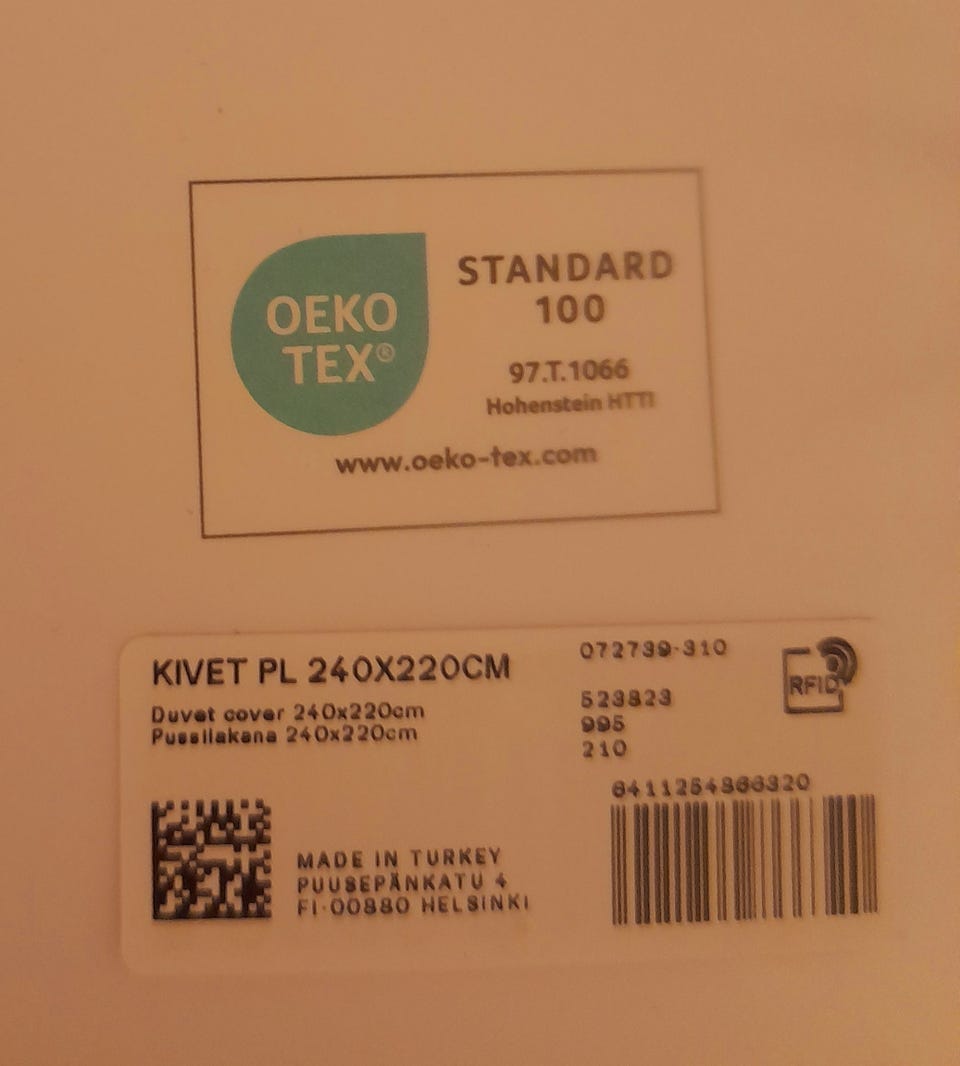 OEKO
TEX®
STANDARD
100
97.T.1066
Hohenstein HTTI
www.oeko-tex.com
KIVET PL 240X220CM
Duvet cover 240x220cm
Pussilakana 240x220cm
072739-310
523823
995
210
RFID
6411254366320
MADE IN TURKEY
PUUSEPÄNKATU 4
FI-00880 HELSINKI